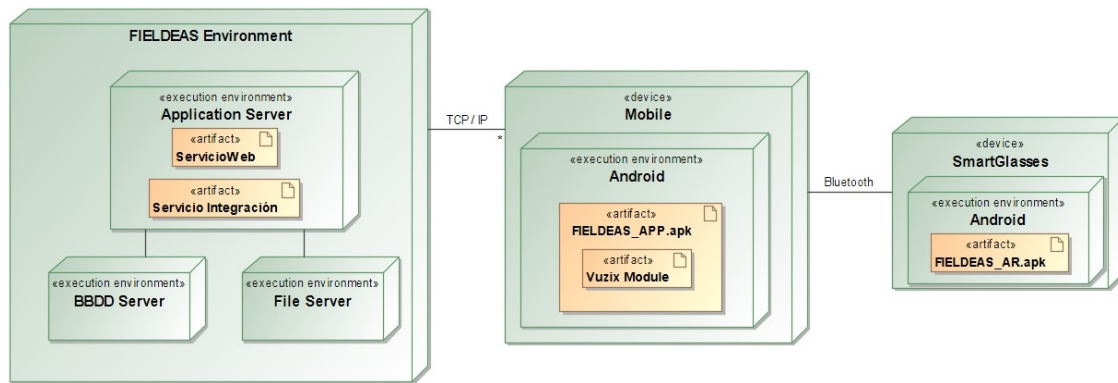 FIELDEAS Environment
«execution environment»
Application Server
«artifact»
ServicioWeb
«artifact»
Servicio Integración
«execution environment»
BBDD Server
«execution environment»
File Server
TCP / IP
*
«device»
Mobile
«execution environment»
Android
«artifact»
FIELDEAS_APP.apk
«artifact»
Vuzix Module
Bluetooth
«device»
SmartGlasses
«execution environment»
Android
«artifact»
FIELDEAS_AR.apk